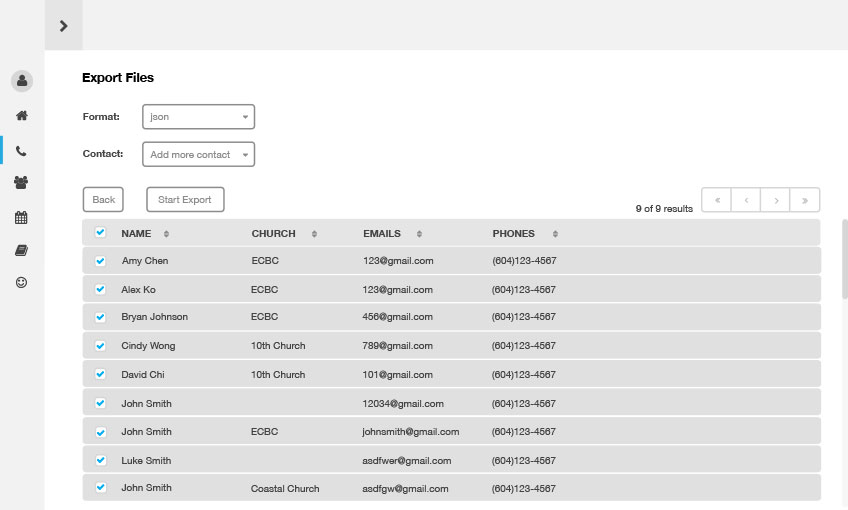 Export Files
Format: json
Contact: Add more contact
Back Start Export
9 of 9 results « ‹ › »
NAME CHURCH EMAILS PHONES
Amy Chen ECBC 123@gmail.com (604)123-4567
Alex Ko ECBC 123@gmail.com (604)123-4567
Bryan Johnson ECBC 456@gmail.com (604)123-4567
Cindy Wong 10th Church 789@gmail.com (604)123-4567
David Chi 10th Church 101@gmail.com (604)123-4567
John Smith 12034@gmail.com (604)123-4567
John Smith ECBC johnsmith@gmail.com (604)123-4567
Luke Smith asdfwer@gmail.com (604)123-4567
John Smith Coastal Church asdfgw@gmail.com (604)123-4567